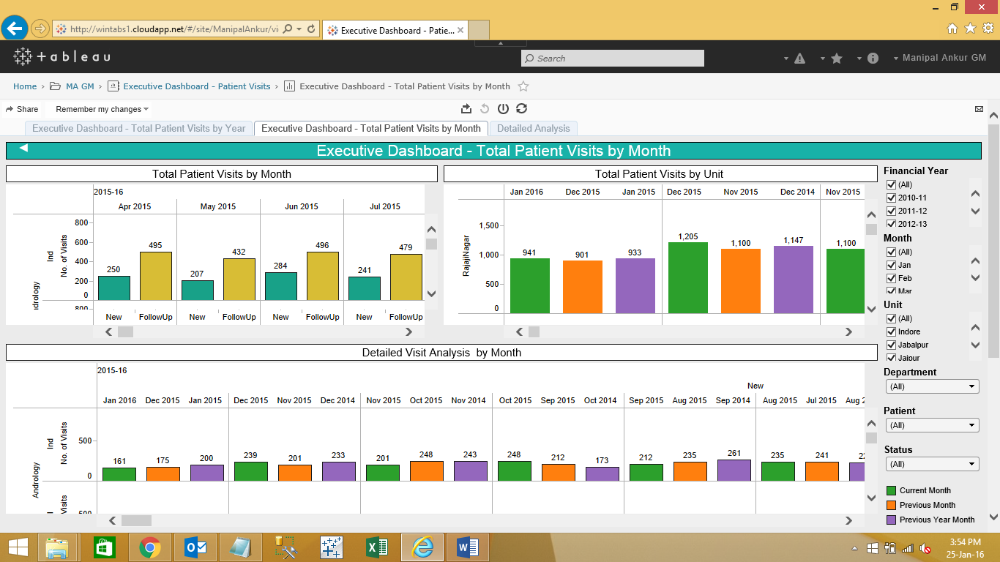 http://wintabs1.cloudapp.net/#/site/ManipalAnkur/vi
Executive Dashboard - Patie...
+ a b | e a u
Search
Manipal Ankur GM
Home > MA GM > Executive Dashboard - Patient Visits > Executive Dashboard - Total Patient Visits by Month
Share Remember my changes
Executive Dashboard - Total Patient Visits by Year Executive Dashboard - Total Patient Visits by Month Detailed Analysis
Executive Dashboard - Total Patient Visits by Month
Total Patient Visits by Month
2015-16
Apr 2015 May 2015 Jun 2015 Jul 2015
Ind
No. of Visits
800
600
400
200
0
800
250 495 207 432 284 496 241 479
New FollowUp New FollowUp New FollowUp New FollowUp
Total Patient Visits by Unit
Jan 2016 Dec 2015 Jan 2015 Dec 2015 Nov 2015 Dec 2014 Nov 2015
RajajiNagar
1,500
1,000
500
0
941 901 933 1,205 1,100 1,147 1,100
Financial Year
(All)
2010-11
2011-12
2012-13
Month
(All)
Jan
Feb
Mar
Unit
(All)
Indore
Jabalpur
Jaipur
Department
(All)
Patient
(All)
Status
(All)
Current Month
Previous Month
Previous Year Month
Detailed Visit Analysis by Month
2015-16
New
Jan 2016 Dec 2015 Jan 2015 Dec 2015 Nov 2015 Dec 2014 Nov 2015 Oct 2015 Nov 2014 Oct 2015 Sep 2015 Oct 2014 Sep 2015 Aug 2015 Sep 2014 Aug 2015 Jul 2015 Aug 2
Andrology
Ind
No. of Visits
500
0
161 175 200 239 201 233 201 248 243 248 212 173 212 235 261 235 241
Visits
500
3:54 PM
25-Jan-16